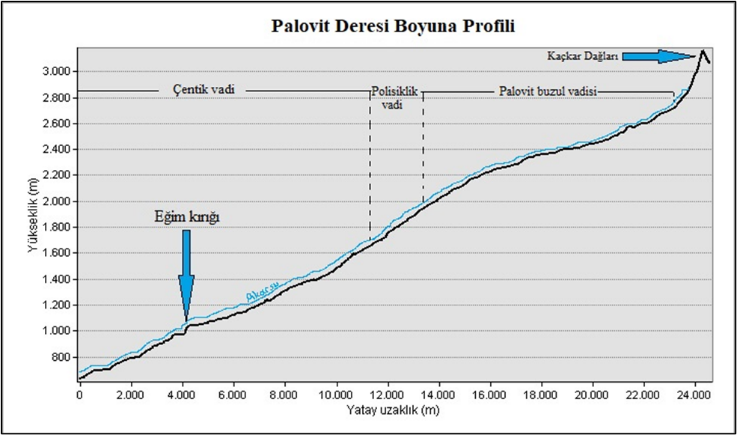 Palovit Deresi Boyuna Profili
Kaçkar Dağları
Çentik vadi
Polisiklik
vadi
Palovit buzul vadisi
Eğim kırığı
Akarsu
Yükseklik (m)
3.000
2.800
2.600
2.400
2.200
2.000
1.800
1.600
1.400
1.200
1.000
800
0 2.000 4.000 6.000 8.000 10.000 12.000 14.000 16.000 18.000 20.000 22.000 24.000
Yatay uzaklık (m)